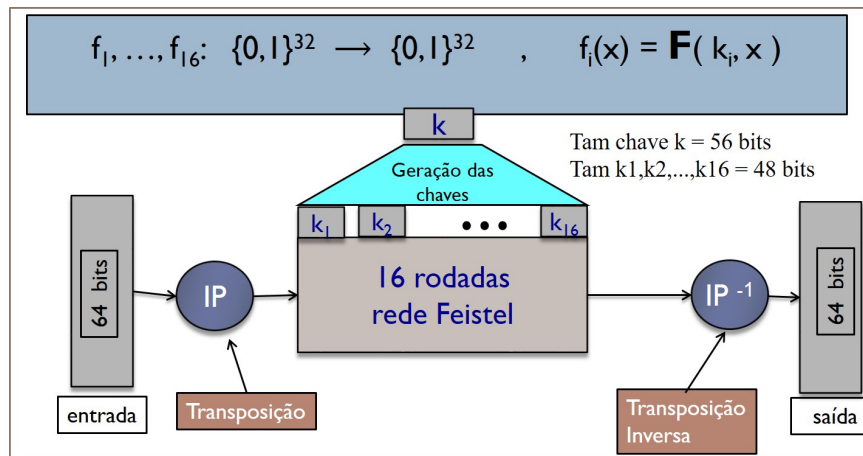 f₁, ..., f₁₆: {0,1}³² → {0,1}³² , fᵢ(x) = F( kᵢ, x )
k
Tam chave k = 56 bits
Tam k1,k2,...,k16 = 48 bits
Geração das
chaves
k₁ k₂ ... k₁₆
64 bits
IP
16 rodadas
rede Feistel
IP ⁻¹
64 bits
entrada
Transposição
Transposição
Inversa
saída